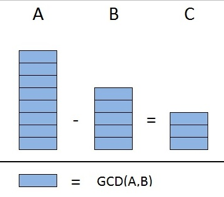 A B C
- =
= GCD(A,B)